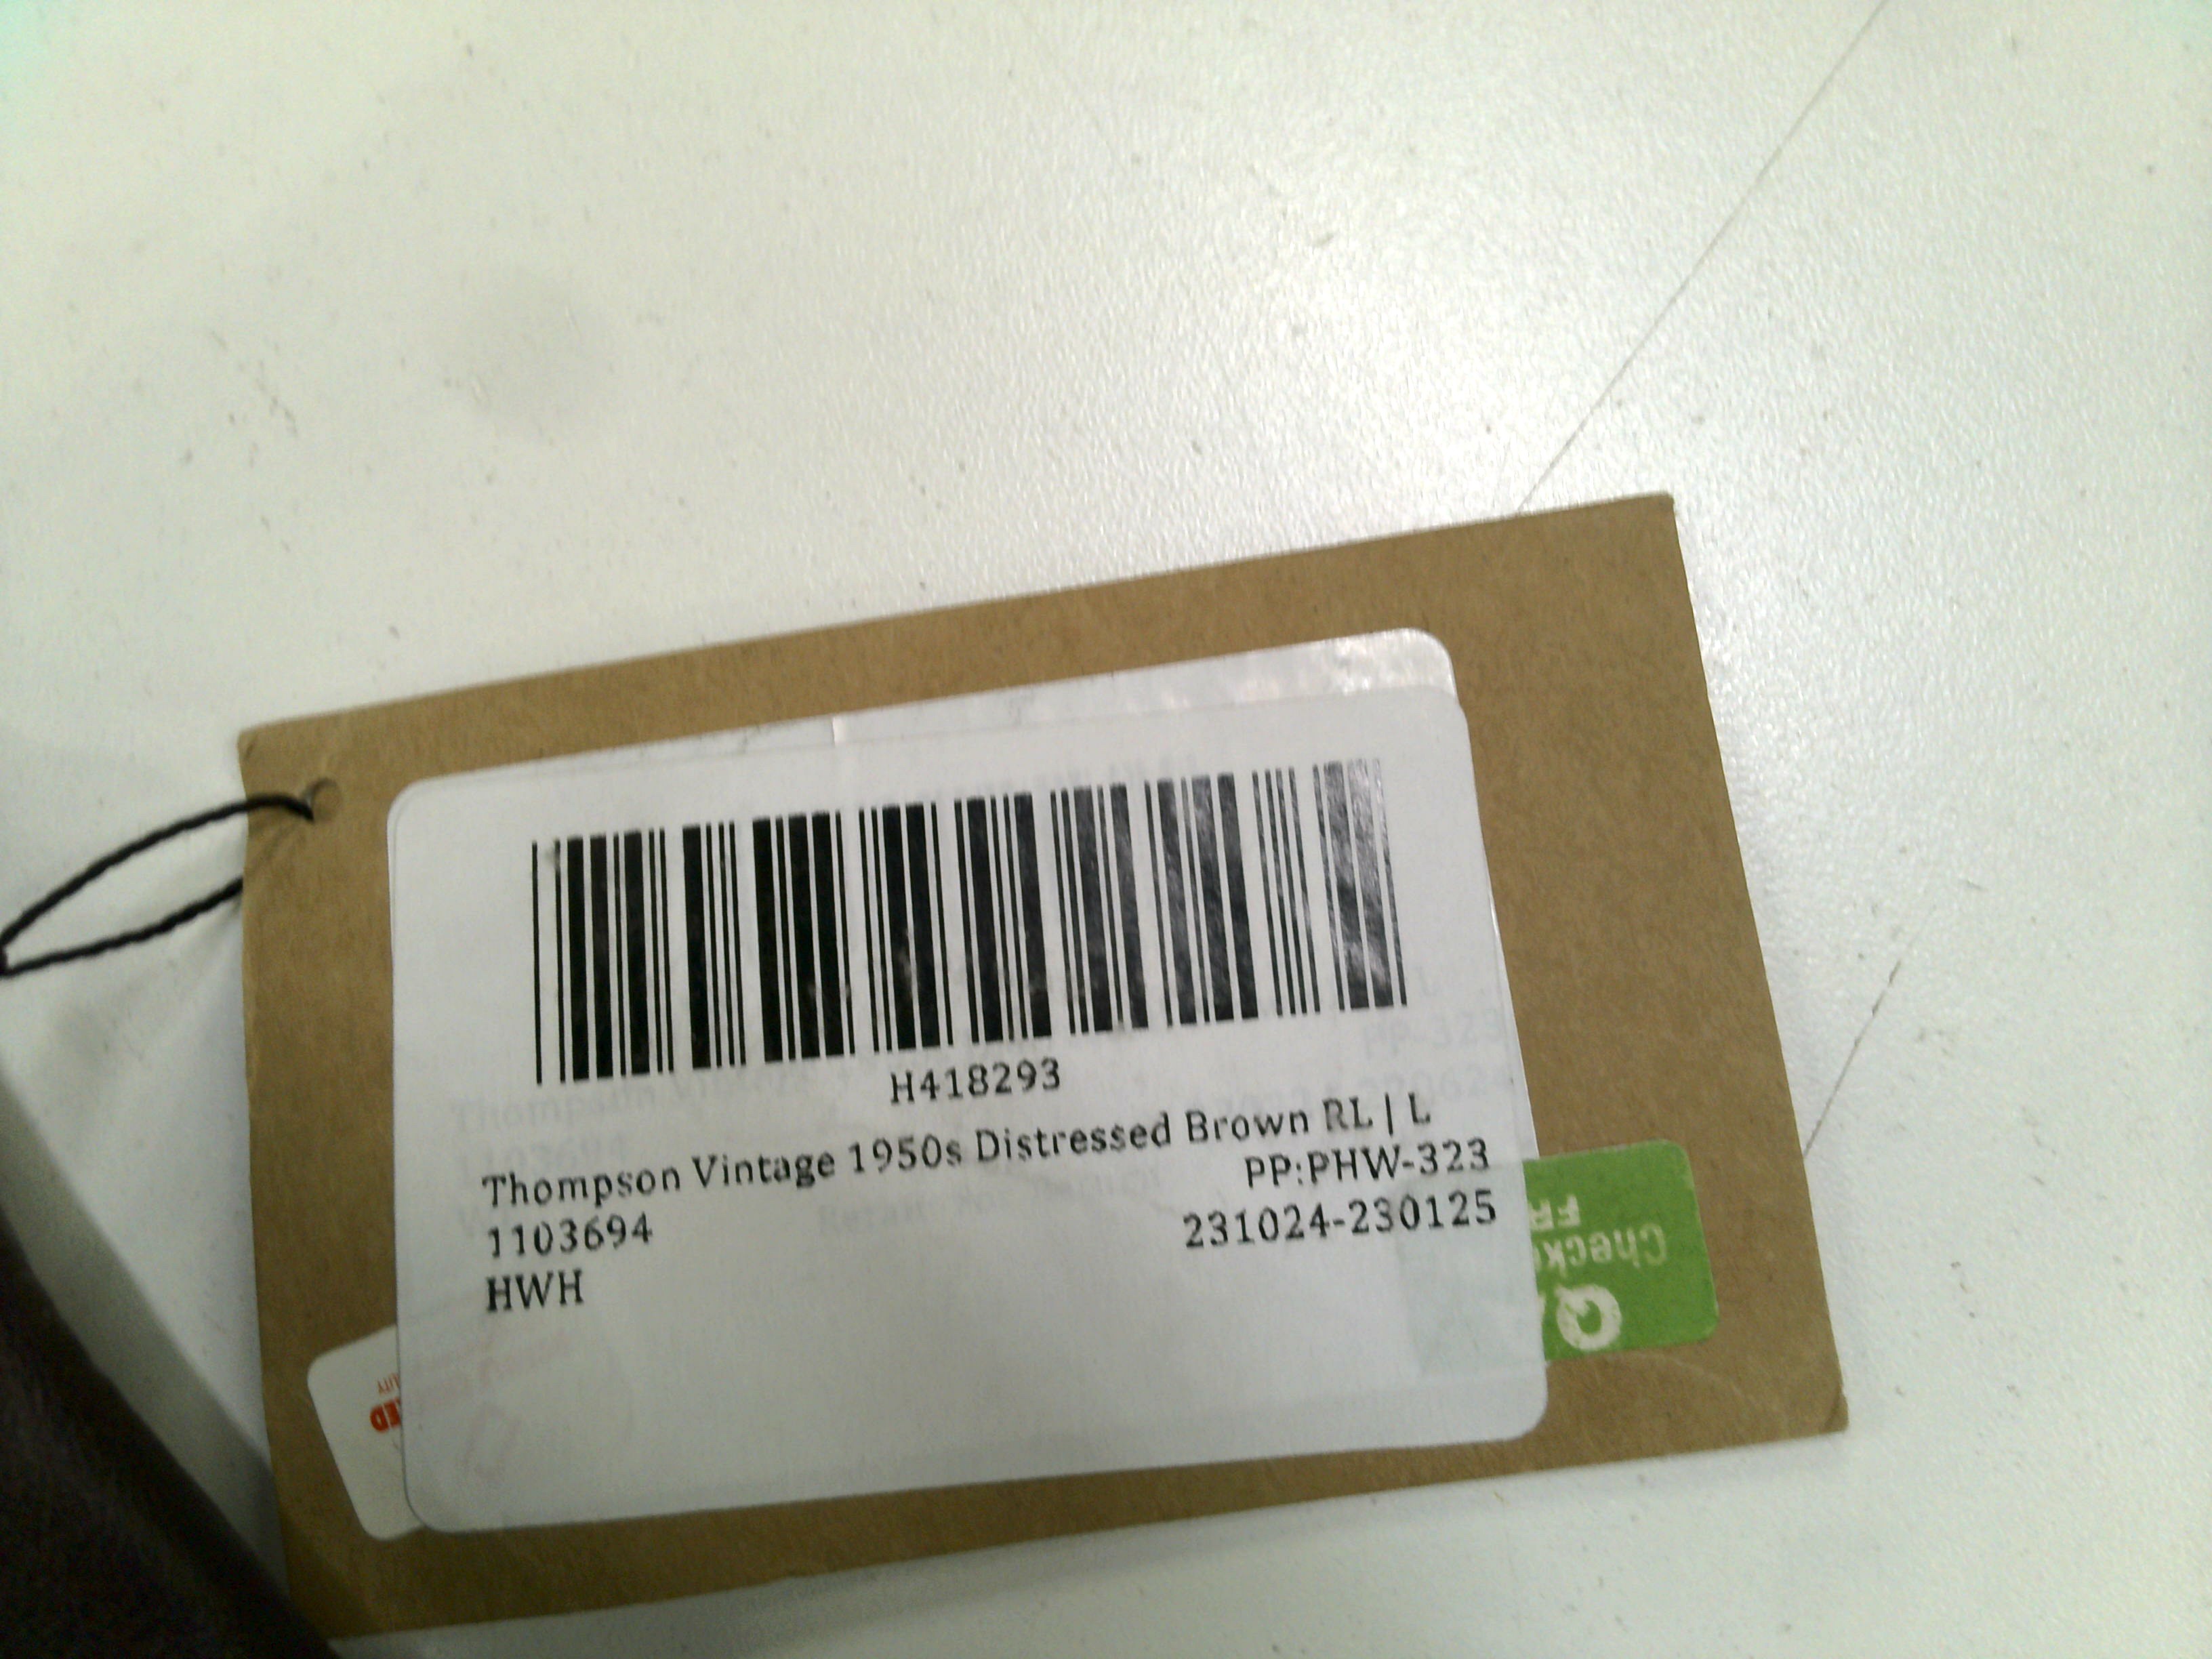 H418293
Thompson Vintage 1950s Distressed Brown RL | L
1103694 PP:PHW-323
HWH 231024-230125